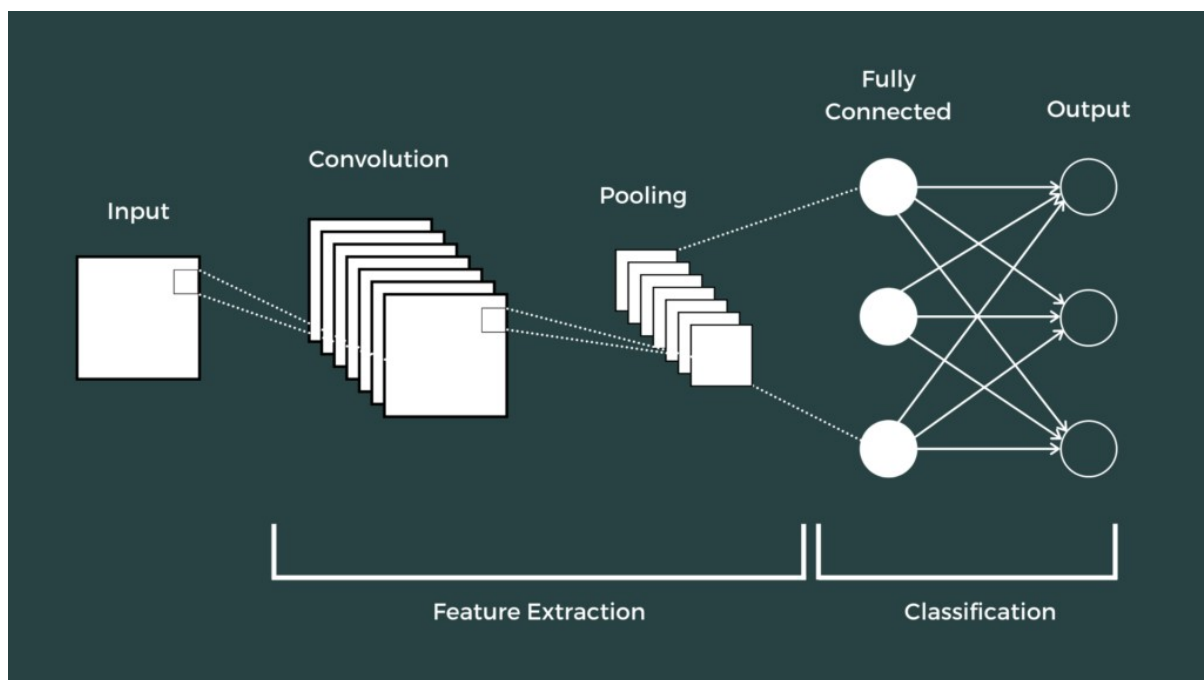 Input
Convolution
Pooling
Fully
Connected
Output
Feature Extraction
Classification